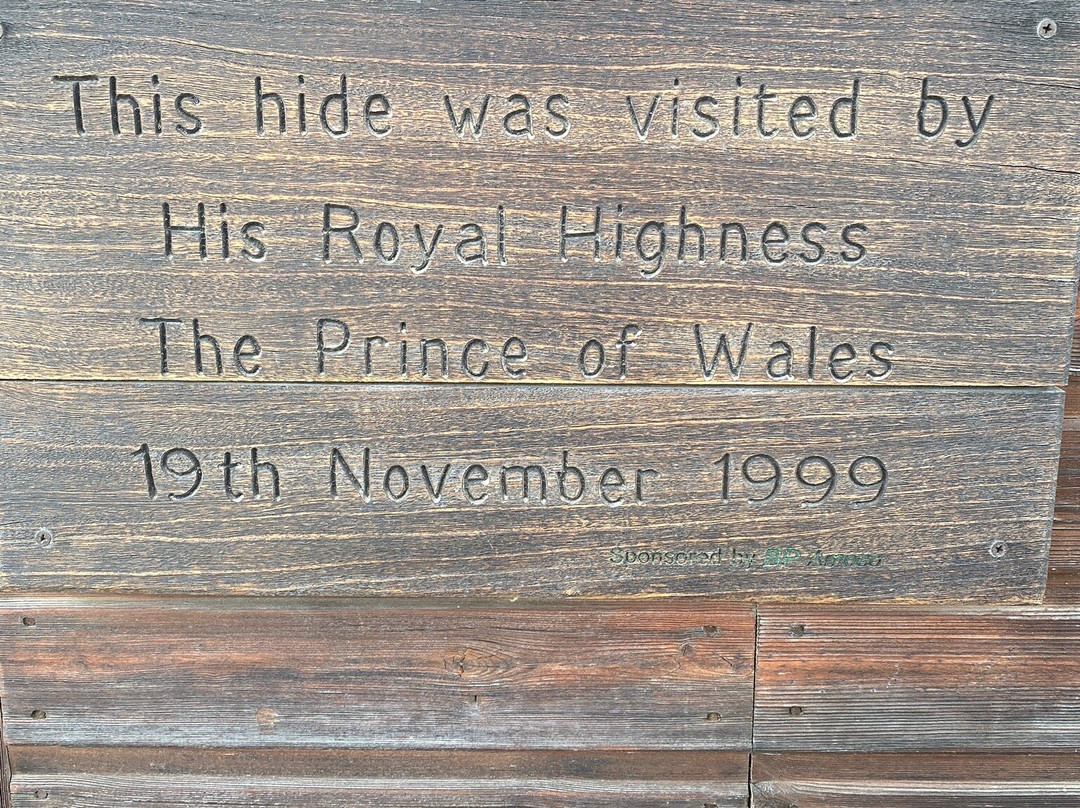 This hide was visited by
His Royal Highness
The Prince of Wales
19th November 1999
Sponsored by BP Amoco